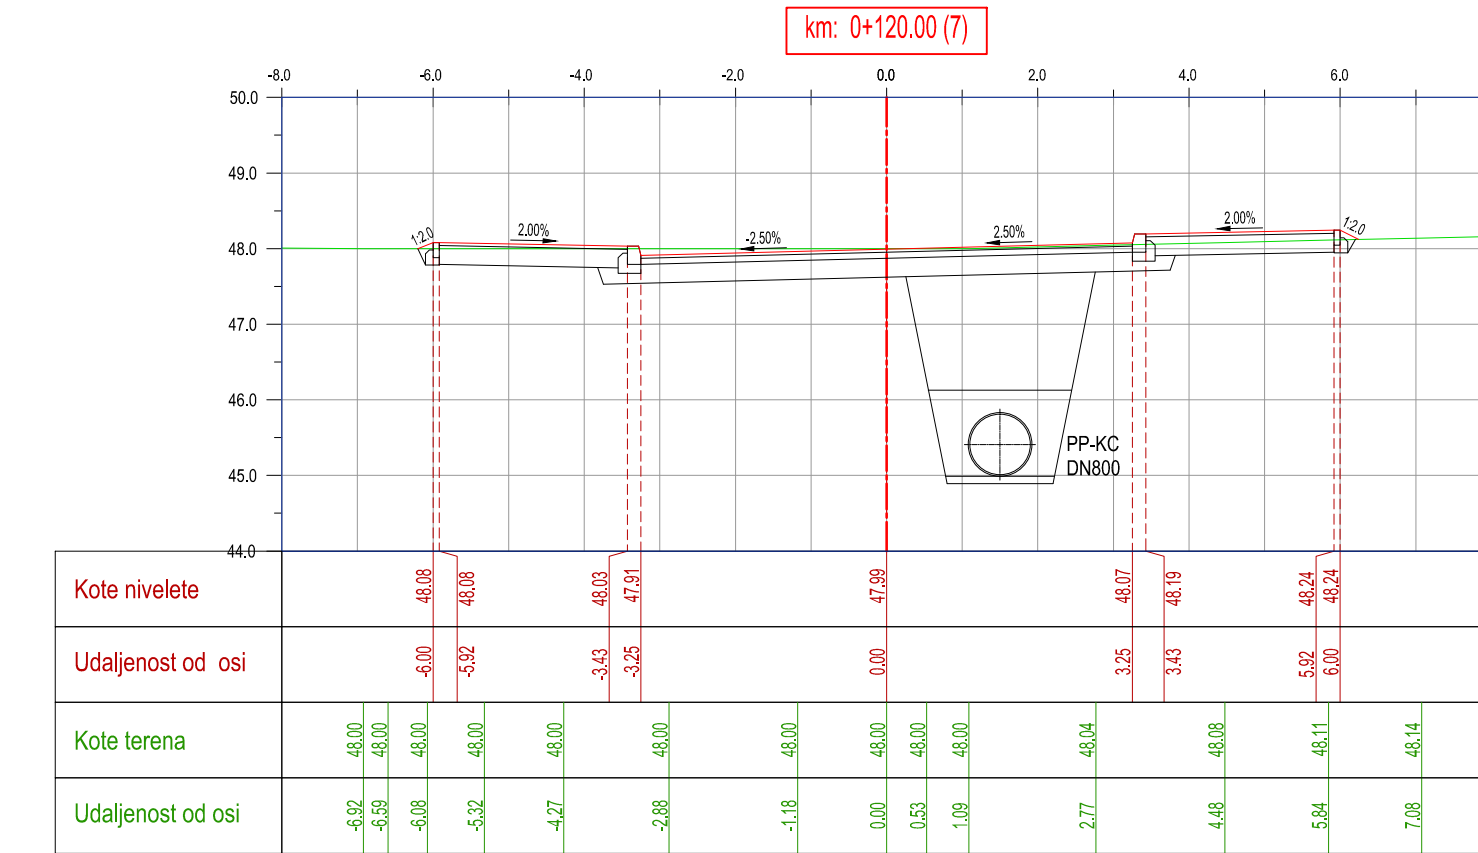 km: 0+120.00 (7)
-8.0 -6.0 -4.0 -2.0 0.0 2.0 4.0 6.0
50.0
49.0
48.0
47.0
46.0
45.0
44.0
1:2.0 2.00% -2.50% 2.50% 2.00% 1:2.0
PP-KC
DN800
Kote nivelete 48.08 48.08 48.03 47.91 47.99 48.07 48.19 48.24 48.24
Udaljenost od osi -6.00 -5.92 -3.43 -3.25 0.00 3.25 3.43 5.92 6.00
Kote terena 48.00 48.00 48.00 48.00 48.00 48.00 48.00 48.00 48.00 48.00 48.04 48.08 48.11 48.14
Udaljenost od osi -6.92 -6.59 -6.08 -5.32 -4.27 -2.88 -1.18 0.00 0.53 1.09 2.77 4.48 5.84 7.08